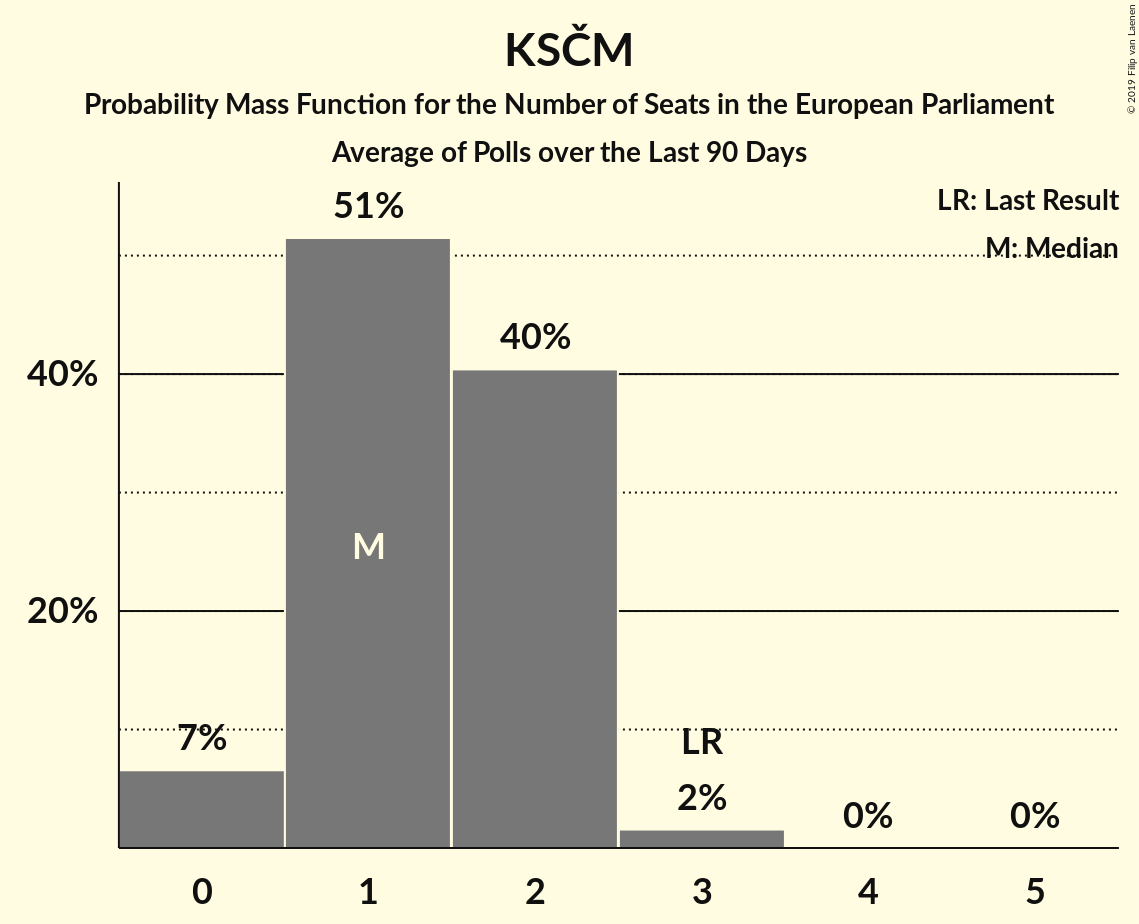 KSČM
Probability Mass Function for the Number of Seats in the European Parliament
Average of Polls over the Last 90 Days
© 2019 Filip van Laenen
LR: Last Result
M: Median
51%
40%
40%
M
20%
7%
LR
2%
0%
0%
0 1 2 3 4 5